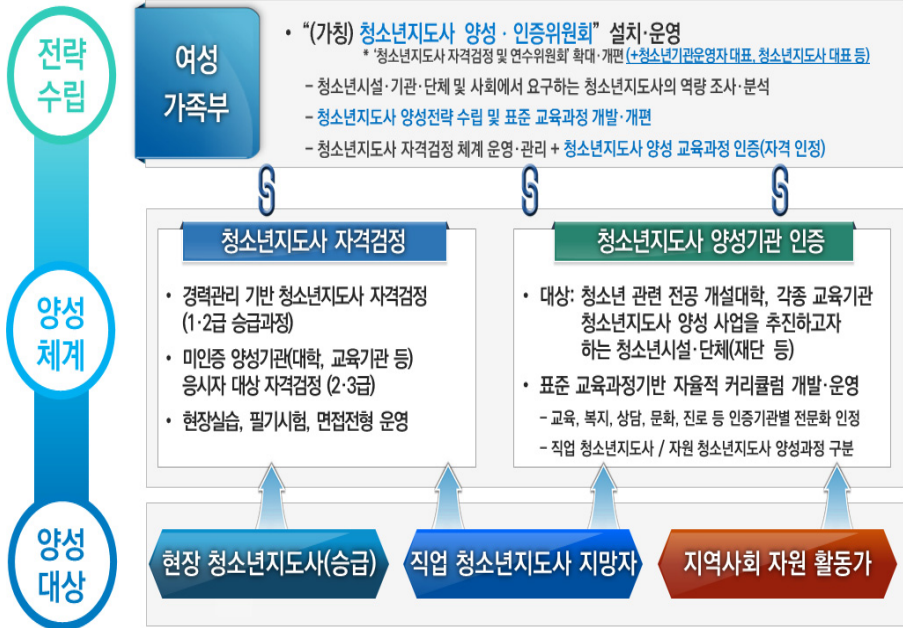 전략
수립
여성
가족부
• “(가칭) 청소년지도사 양성 · 인증위원회” 설치·운영
* ‘청소년지도사 자격검정 및 연수위원회’ 확대·개편 (+청소년기관운영자 대표, 청소년지도사 대표 등)
– 청소년시설·기관·단체 및 사회에서 요구하는 청소년지도사의 역량 조사·분석
– 청소년지도사 양성전략 수립 및 표준 교육과정 개발·개편
– 청소년지도사 자격검정 체계 운영·관리 + 청소년지도사 양성 교육과정 인증(자격 인정)
양성
체계
청소년지도사 자격검정
• 경력관리 기반 청소년지도사 자격검정
(1·2급 승급과정)
• 미인증 양성기관(대학, 교육기관 등)
응시자 대상 자격검정 (2·3급)
• 현장실습, 필기시험, 면접전형 운영
청소년지도사 양성기관 인증
• 대상: 청소년 관련 전공 개설대학, 각종 교육기관
청소년지도사 양성 사업을 추진하고자
하는 청소년시설·단체(재단 등)
• 표준 교육과정기반 자율적 커리큘럼 개발·운영
– 교육, 복지, 상담, 문화, 진로 등 인증기관별 전문화 인정
– 직업 청소년지도사 / 자원 청소년지도사 양성과정 구분
양성
대상
현장 청소년지도사(승급)
직업 청소년지도사 지망자
지역사회 자원 활동가